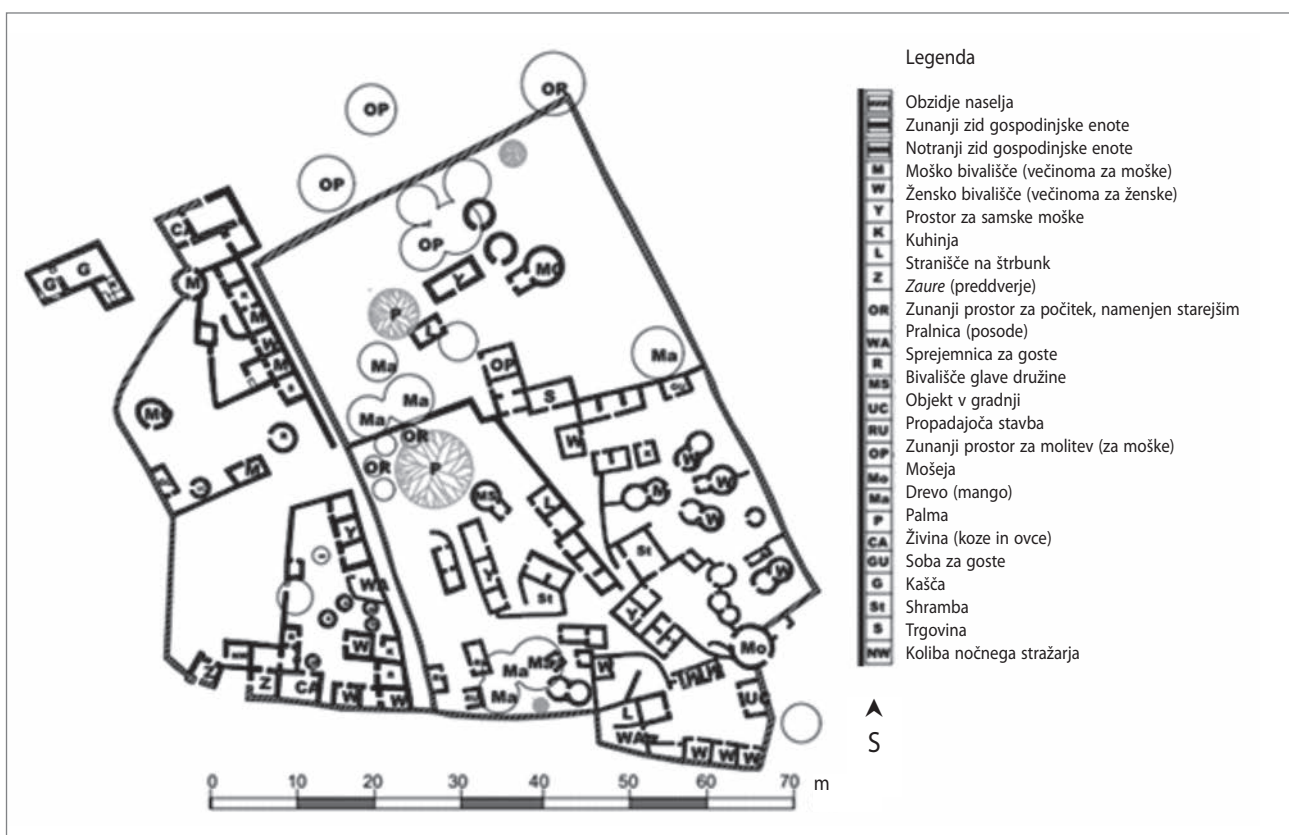 Legenda
Obzidje naselja
Zunanji zid gospodinjske enote
Notranji zid gospodinjske enote
M Moško bivališče (večinoma za moške)
W Žensko bivališče (večinoma za ženske)
Y Prostor za samske moške
K Kuhinja
L Stranišče na štrbunk
Z Zaure (preddverje)
OR Zunanji prostor za počitek, namenjen starejšim
WA Pralnica (posode)
R Sprejemnica za goste
MS Bivališče glave družine
UC Objekt v gradnji
RU Propadajoča stavba
OP Zunanji prostor za molitev (za moške)
Mo Mošeja
Ma Drevo (mango)
P Palma
CA Živina (koze in ovce)
GU Soba za goste
G Kašča
St Shramba
S Trgovina
NW Koliba nočnega stražarja
S
OR
OP
OP
CA
OP
G G
M
MO
P
M
W
OP
Ma
Ma
M
Ma
Ma
S
OR
W
OR
P
W
MS
W
L
W
Y
St
WA
St
W
W
Mo
Ma
MS
W
Z
Z
CA
W
W
Ma
UC
L
WA
W W W
0 10 20 30 40 50 60 70 m